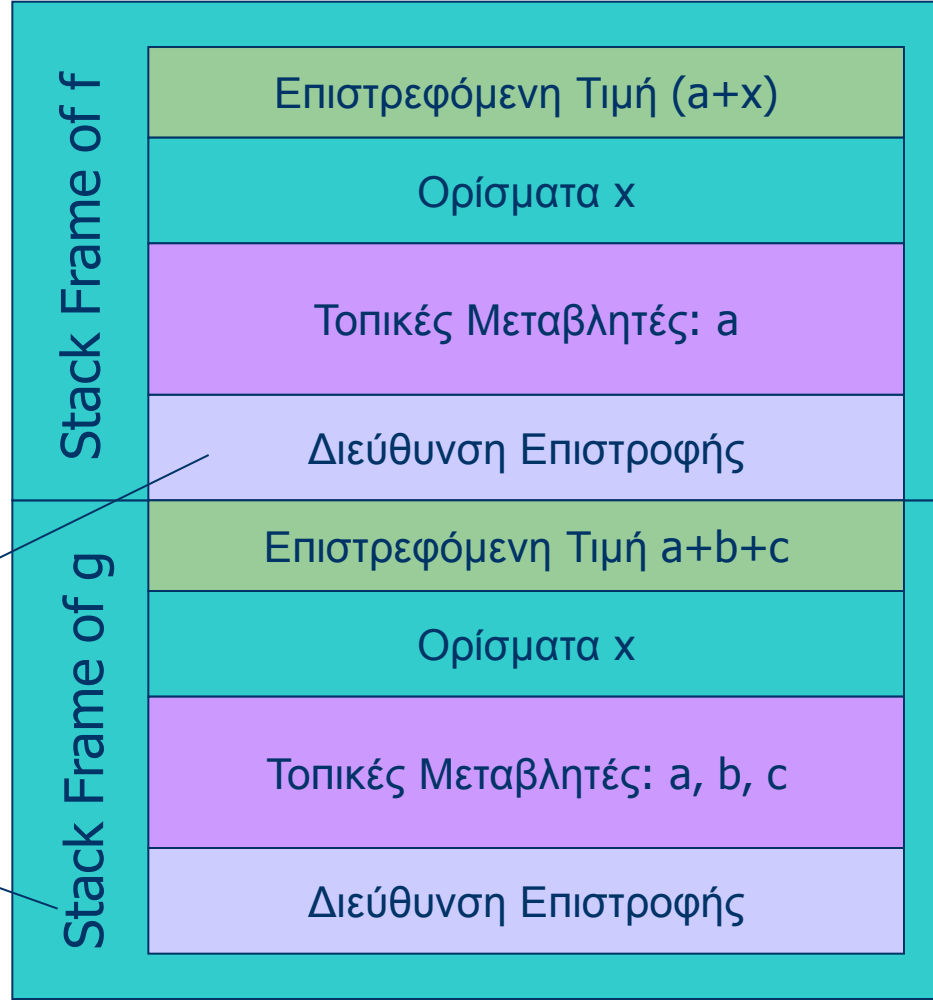 Stack Frame of f
Επιστρεφόμενη Τιμή (a+x)
Ορίσματα x
Τοπικές Μεταβλητές: a
Διεύθυνση Επιστροφής
Stack Frame of g
Επιστρεφόμενη Τιμή a+b+c
Ορίσματα x
Τοπικές Μεταβλητές: a, b, c
Διεύθυνση Επιστροφής